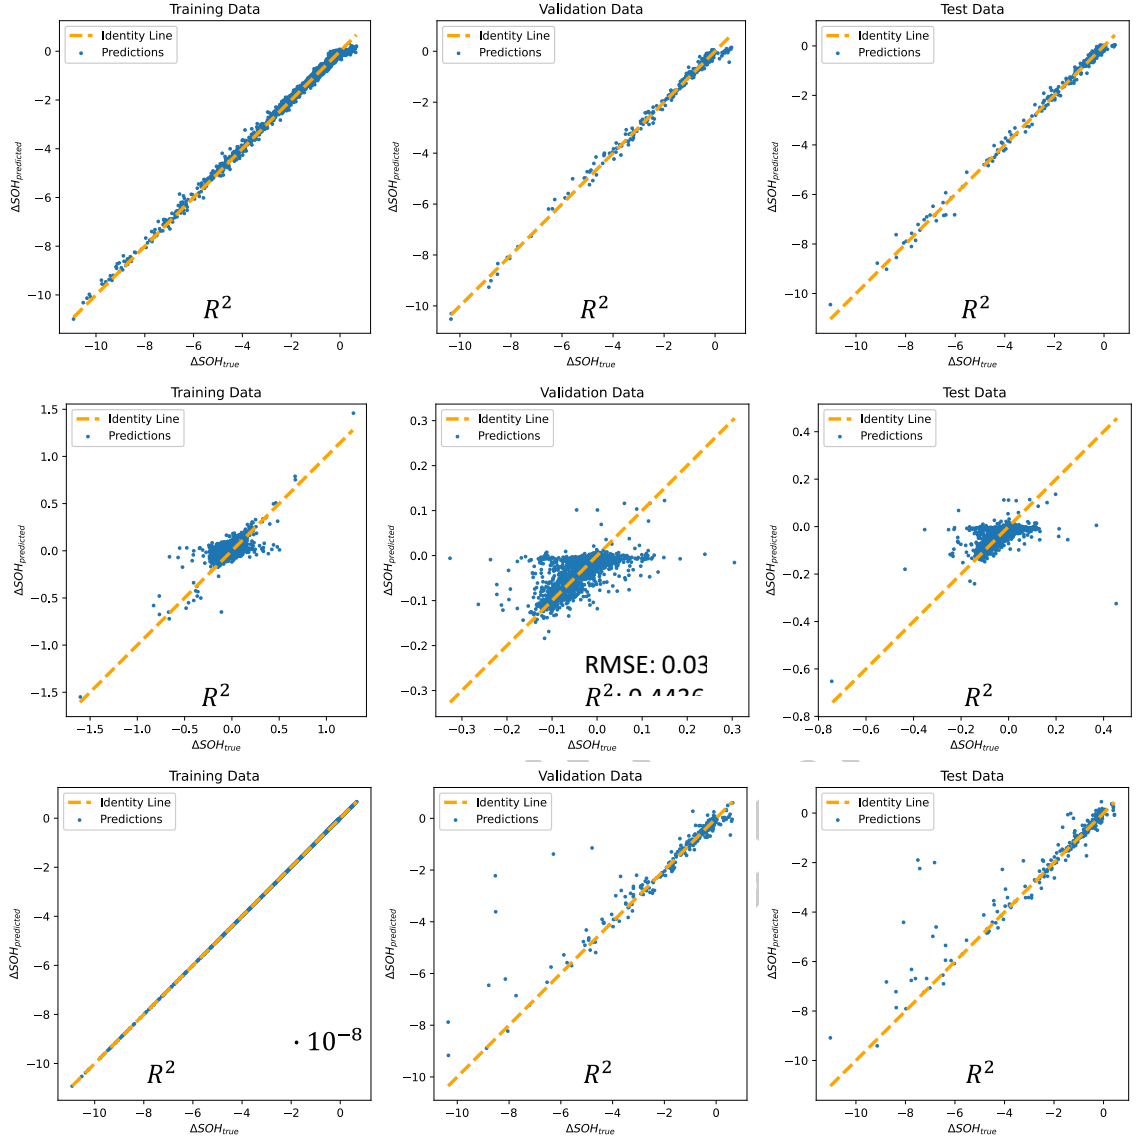 Training Data
Identity Line
Predictions
ΔSOH_predicted
0
−2
−4
−6
−8
−10
R²
−10 −8 −6 −4 −2 0
ΔSOH_true
Validation Data
Identity Line
Predictions
ΔSOH_predicted
0
−2
−4
−6
−8
−10
R²
−10 −8 −6 −4 −2 0
ΔSOH_true
Test Data
Identity Line
Predictions
ΔSOH_predicted
0
−2
−4
−6
−8
−10
R²
−10 −8 −6 −4 −2 0
ΔSOH_true
Training Data
Identity Line
Predictions
ΔSOH_predicted
1.5
1.0
0.5
0.0
−0.5
−1.0
−1.5
R²
−1.5 −1.0 −0.5 0.0 0.5 1.0
ΔSOH_true
Validation Data
Identity Line
Predictions
ΔSOH_predicted
0.3
0.2
0.1
0.0
−0.1
−0.2
−0.3
RMSE: 0.03
R²:
−0.3 −0.2 −0.1 0.0 0.1 0.2 0.3
ΔSOH_true
Test Data
Identity Line
Predictions
ΔSOH_predicted
0.4
0.2
0.0
−0.2
−0.4
−0.6
−0.8
R²
−0.8 −0.6 −0.4 −0.2 0.0 0.2 0.4
ΔSOH_true
Training Data
Identity Line
Predictions
ΔSOH_predicted
0
−2
−4
−6
−8
−10
· 10⁻⁸
R²
−10 −8 −6 −4 −2 0
ΔSOH_true
Validation Data
Identity Line
Predictions
ΔSOH_predicted
0
−2
−4
−6
−8
−10
R²
−10 −8 −6 −4 −2 0
ΔSOH_true
Test Data
Identity Line
Predictions
ΔSOH_predicted
0
−2
−4
−6
−8
−10
R²
−10 −8 −6 −4 −2 0
ΔSOH_true